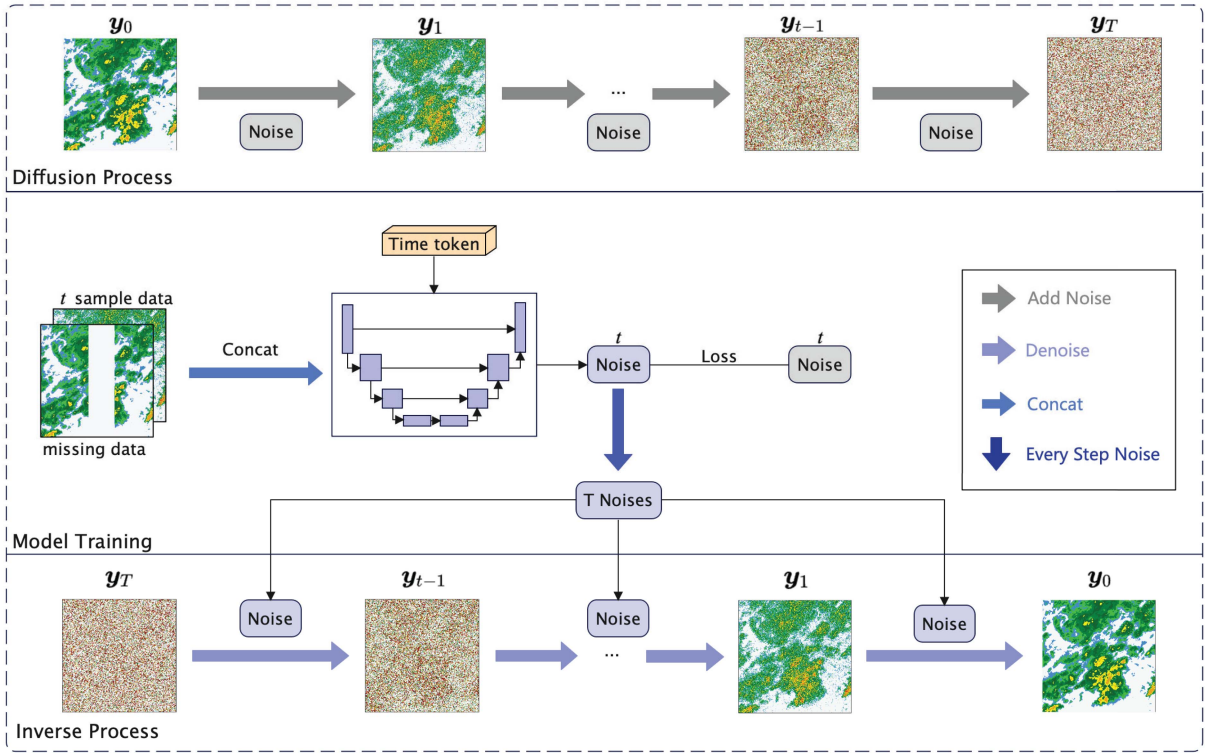 y₀ y₁ yₜ₋₁ y_T
...
Noise Noise Noise
Diffusion Process
Time token
t sample data
Concat
missing data
t t
Noise Loss Noise
Add Noise
Denoise
Concat
Every Step Noise
T Noises
Model Training
y_T yₜ₋₁ y₁ y₀
Noise Noise Noise
...
Inverse Process